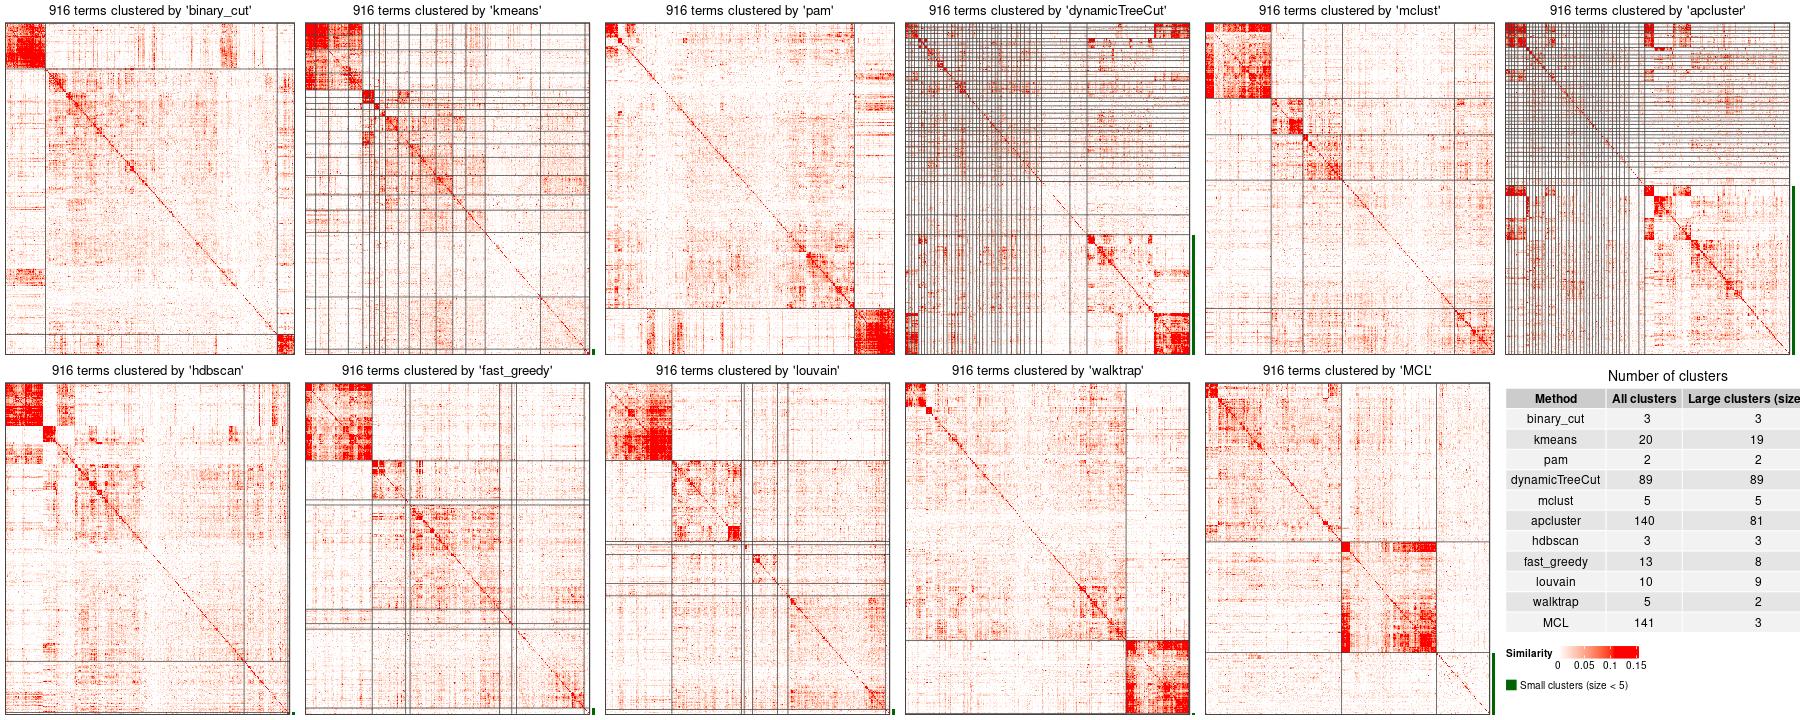 916 terms clustered by 'binary_cut'
916 terms clustered by 'kmeans'
916 terms clustered by 'pam'
916 terms clustered by 'dynamicTreeCut'
916 terms clustered by 'mclust'
916 terms clustered by 'apcluster'
916 terms clustered by 'hdbscan'
916 terms clustered by 'fast_greedy'
916 terms clustered by 'louvain'
916 terms clustered by 'walktrap'
916 terms clustered by 'MCL'
Number of clusters
Method All clusters Large clusters (size
binary_cut 3 3
kmeans 20 19
pam 2 2
dynamicTreeCut 89 89
mclust 5 5
apcluster 140 81
hdbscan 3 3
fast_greedy 13 8
louvain 10 9
walktrap 5 2
MCL 141 3
Similarity
0 0.05 0.1 0.15
Small clusters (size < 5)